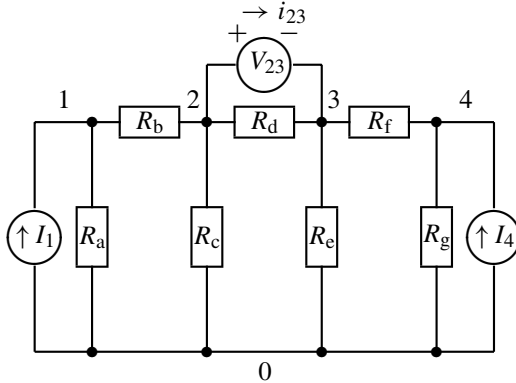 → i23
+ −
V23
1 2 3 4
Rb Rd Rf
↑ I1 Ra Rc Re Rg ↑ I4
0